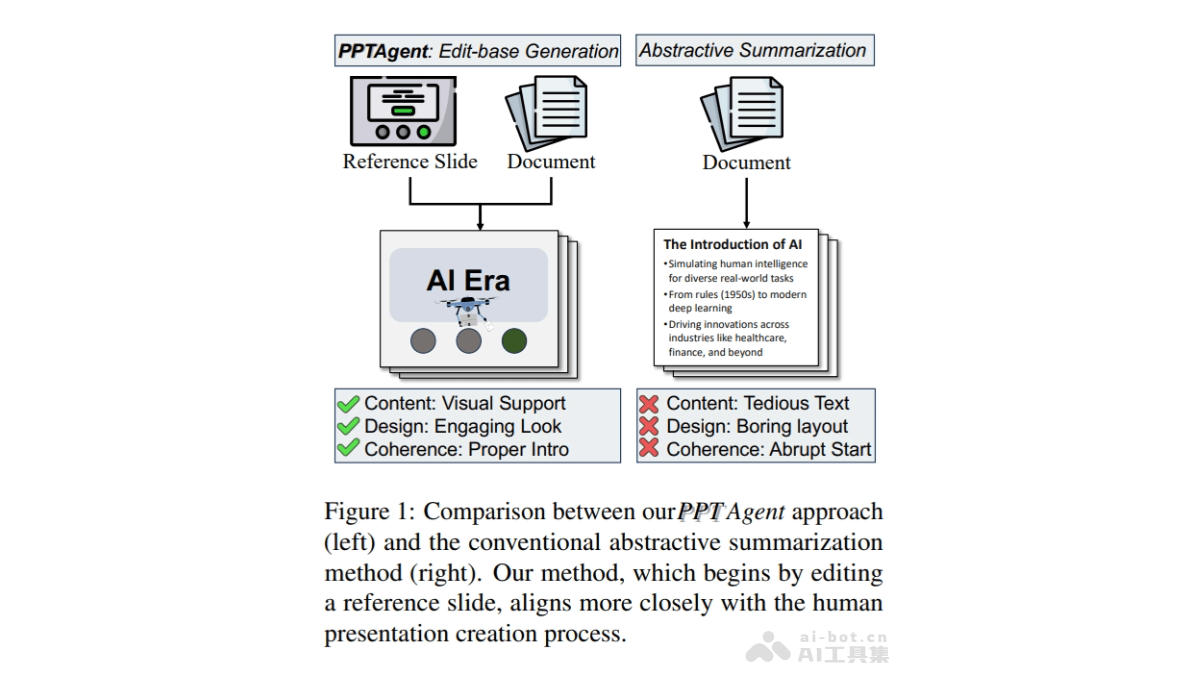 PPTAgent: Edit-base Generation
Reference Slide
Document
AI Era
✓ Content: Visual Support
✓ Design: Engaging Look
✓ Coherence: Proper Intro
Abstractive Summarization
Document
The Introduction of AI
•Simulating human intelligence
for diverse real-world tasks
•From rules (1950s) to modern
deep learning
•Driving innovations across
industries like healthcare,
finance, and beyond
✗ Content: Tedious Text
✗ Design: Boring layout
✗ Coherence: Abrupt Start
Figure 1: Comparison between our PPTAgent approach
(left) and the conventional abstractive summarization
method (right). Our method, which begins by editing
a reference slide, aligns more closely with the human
presentation creation process.
ai-bot.cn
AI工具集